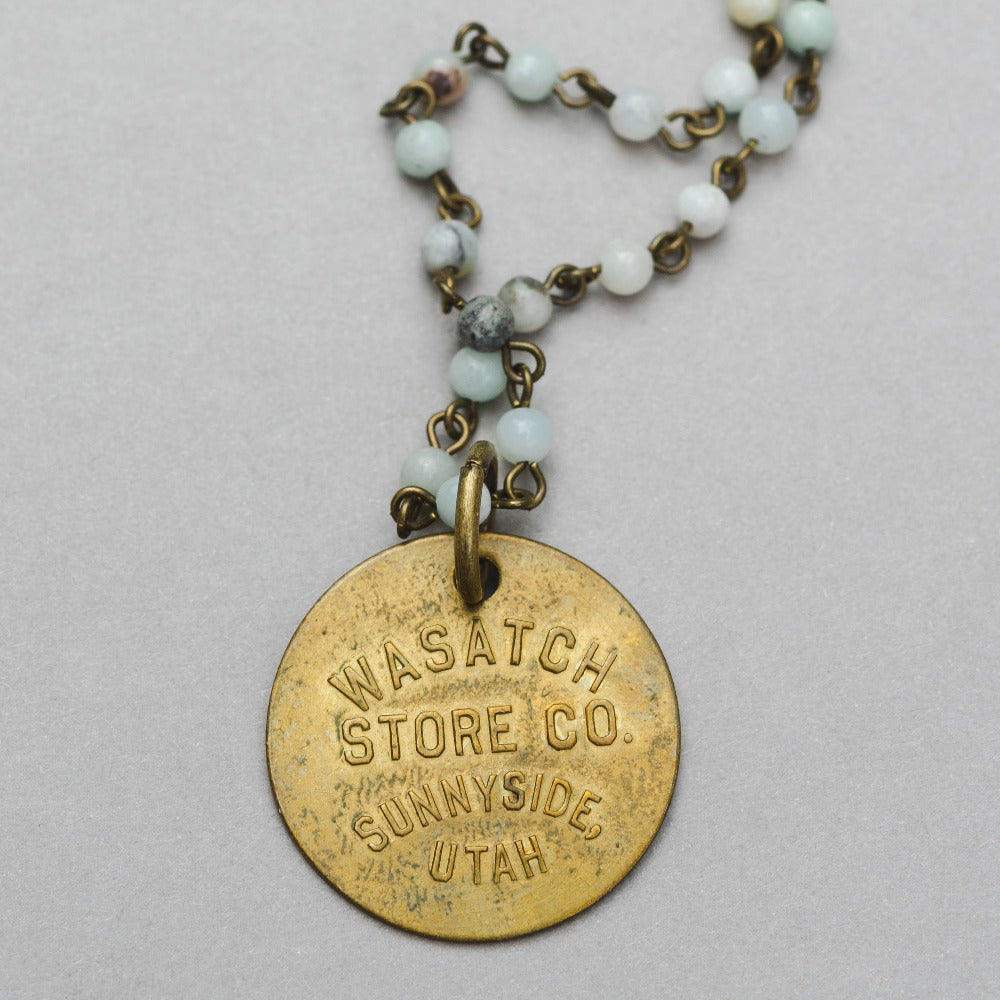 WASATCH
STORE CO.
SUNNYSIDE,
UTAH